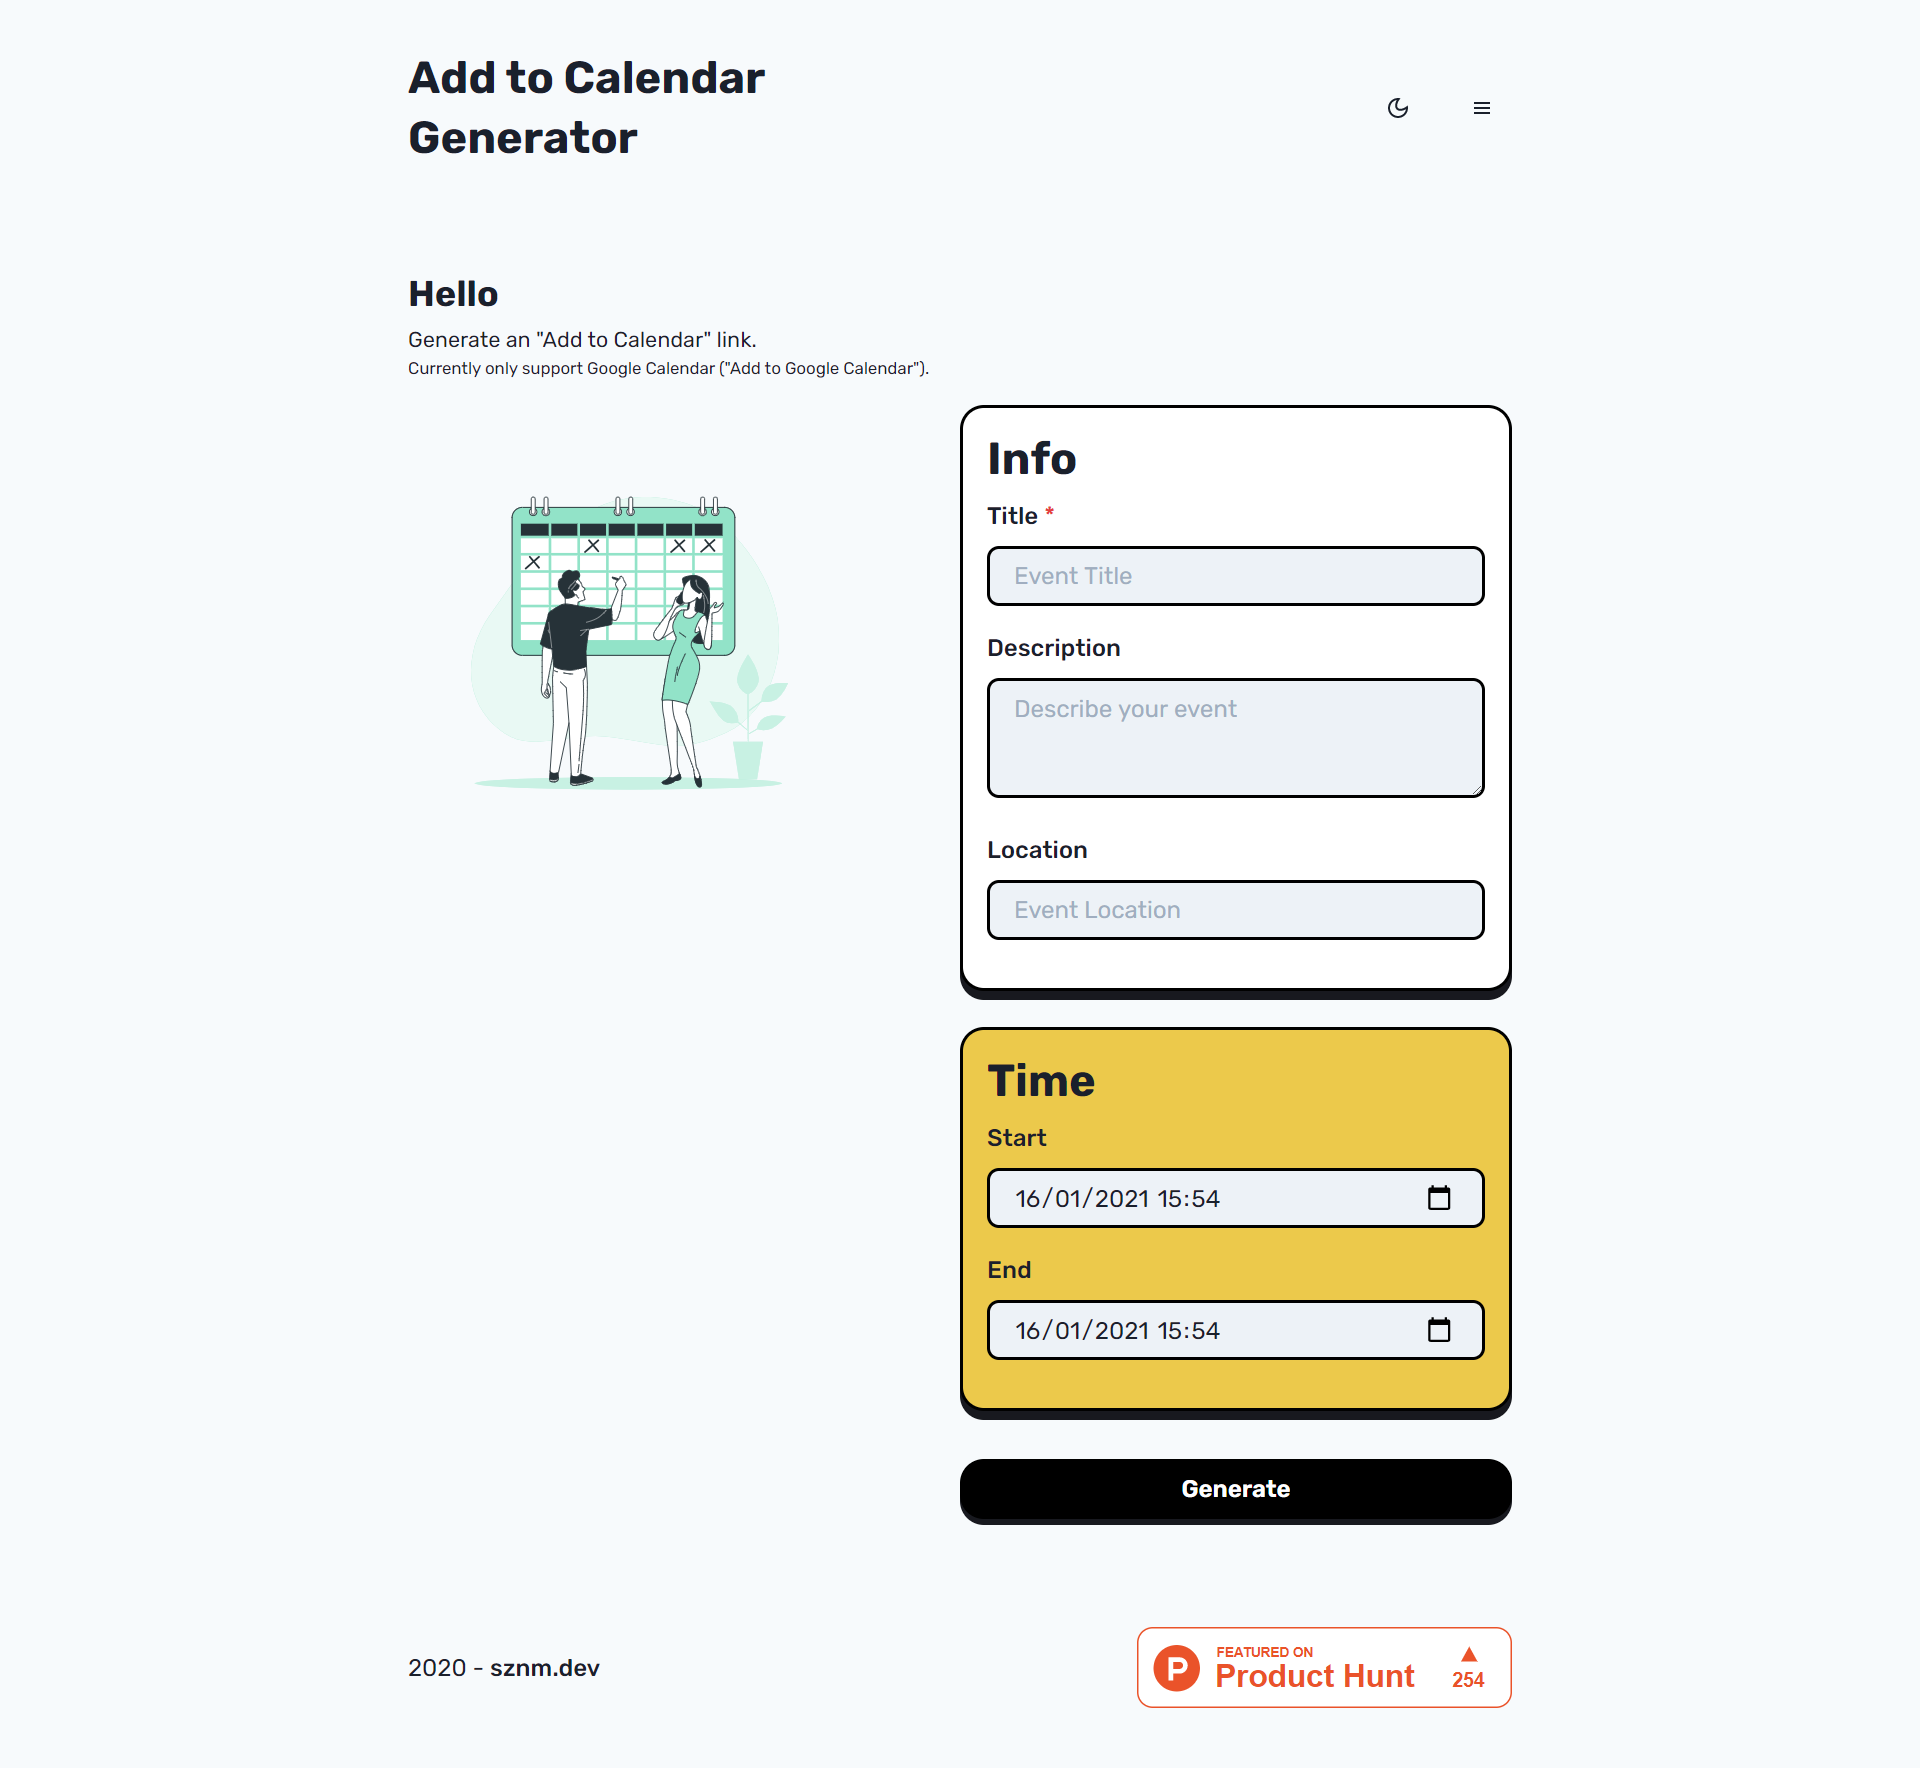 Add to Calendar
Generator
Hello
Generate an "Add to Calendar" link.
Currently only support Google Calendar ("Add to Google Calendar").
Info
Title *
Event Title
Description
Describe your event
Location
Event Location
Time
Start
16/01/2021 15:54
End
16/01/2021 15:54
Generate
2020 - sznm.dev
P
FEATURED ON
Product Hunt
254